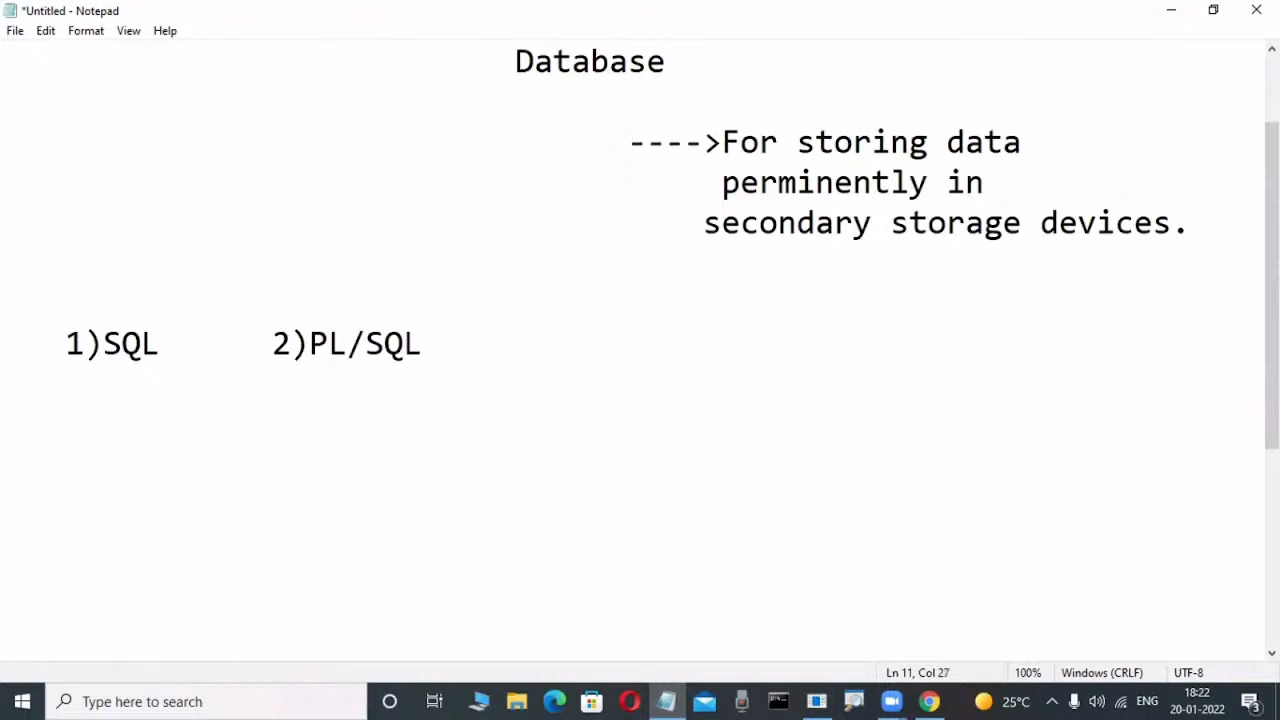 *Untitled - Notepad
File Edit Format View Help
Database
---->For storing data
perminently in
secondary storage devices.
1)SQL 2)PL/SQL
Ln 11, Col 27 100% Windows (CRLF) UTF-8
Type here to search
25°C ENG 18:22
20-01-2022 3